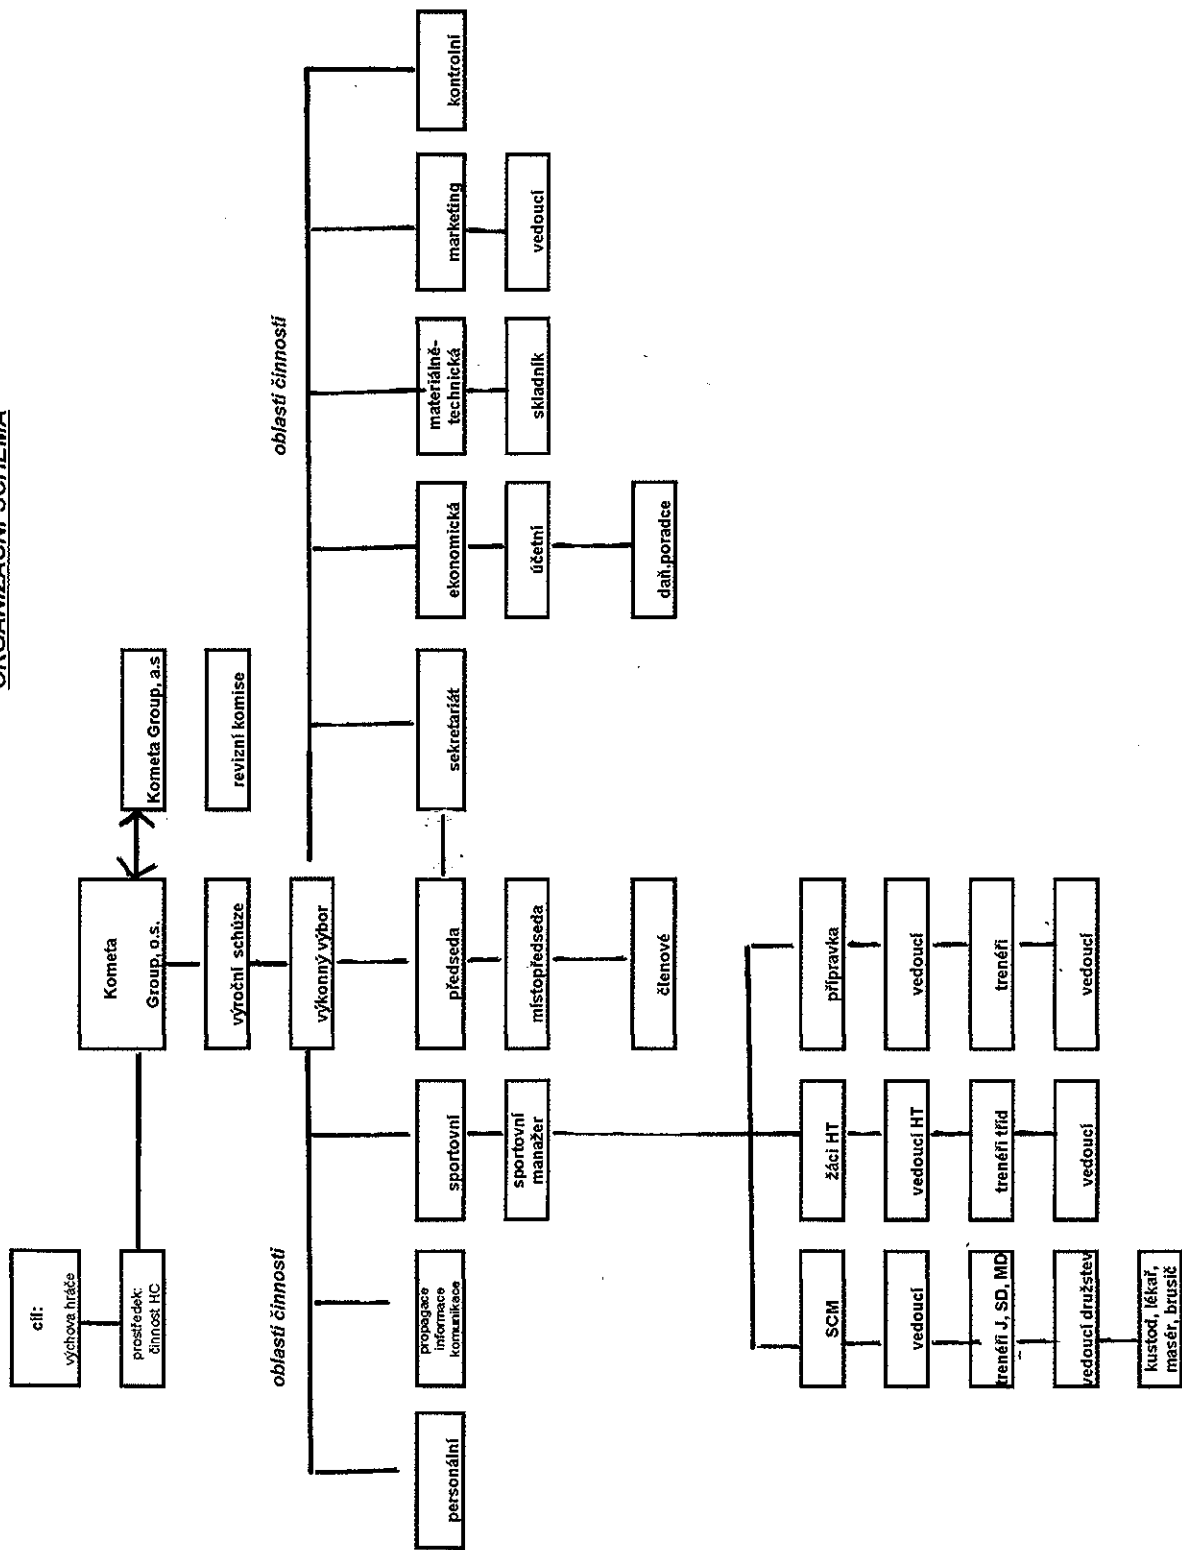 ORGANIZAČNÍ SCHÉMA
cíl:
výchova hráče
prostředek:
činnost HC
Kometa
Group, o.s.
Kometa Group, a.s
výroční schůze
revizní komise
výkonný výbor
oblasti činnosti
oblasti činnosti
personální
propagace
informace
komunikace
sportovní
předseda
sekretariát
ekonomická
materiálně-
technická
marketing
kontrolní
sportovní
manažer
místopředseda
účetní
skladník
vedoucí
členové
daň.poradce
SCM
žáci HT
přípravka
vedoucí
vedoucí HT
vedoucí
trenéři J, SD, MD
trenéři tříd
trenéři
vedoucí družstev
vedoucí
vedoucí
kustod, lékař,
masér, brusič